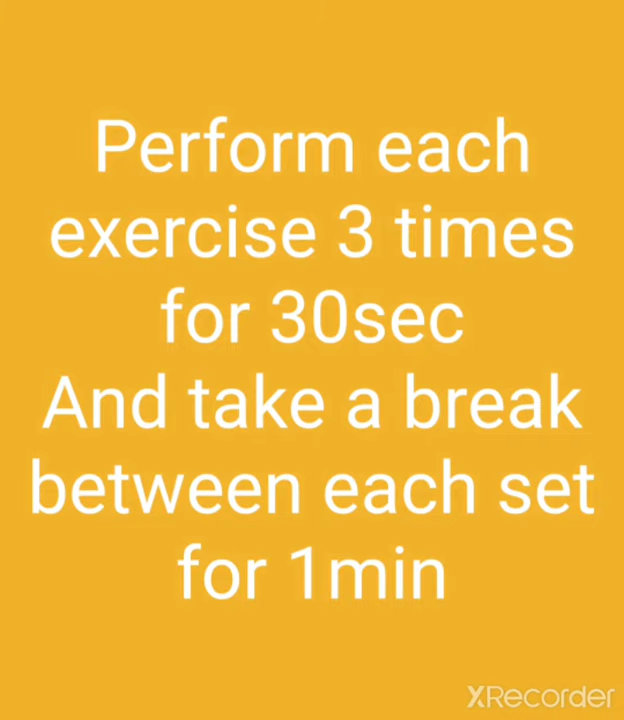 Perform each
exercise 3 times
for 30sec
And take a break
between each set
for 1min
XRecorder